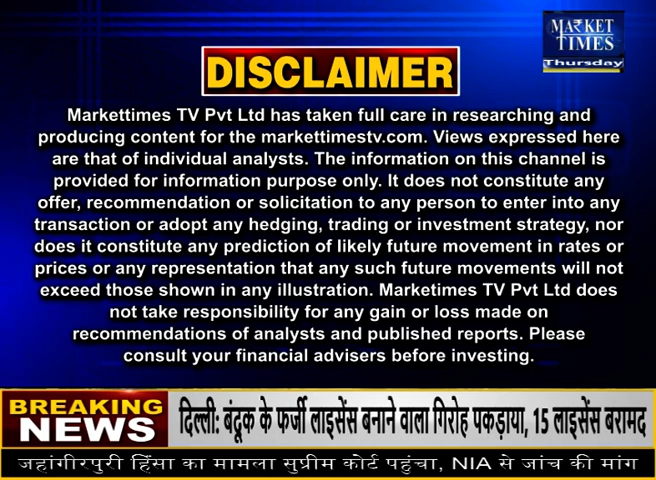 MARKET
TIMES
Thursday
DISCLAIMER
Markettimes TV Pvt Ltd has taken full care in researching and
producing content for the markettimestv.com. Views expressed here
are that of individual analysts. The information on this channel is
provided for information purpose only. It does not constitute any
offer, recommendation or solicitation to any person to enter into any
transaction or adopt any hedging, trading or investment strategy, nor
does it constitute any prediction of likely future movement in rates or
prices or any representation that any such future movements will not
exceed those shown in any illustration. Marketimes TV Pvt Ltd does
not take responsibility for any gain or loss made on
recommendations of analysts and published reports. Please
consult your financial advisers before investing.
BREAKING
NEWS
दिल्ली: बंदूक के फर्जी लाइसेंस बनाने वाला गिरोह पकड़ाया, 15 लाइसेंस बरामद
जहांगीरपुरी हिंसा का मामला सुप्रीम कोर्ट पहुंचा, NIA से जांच की मांग